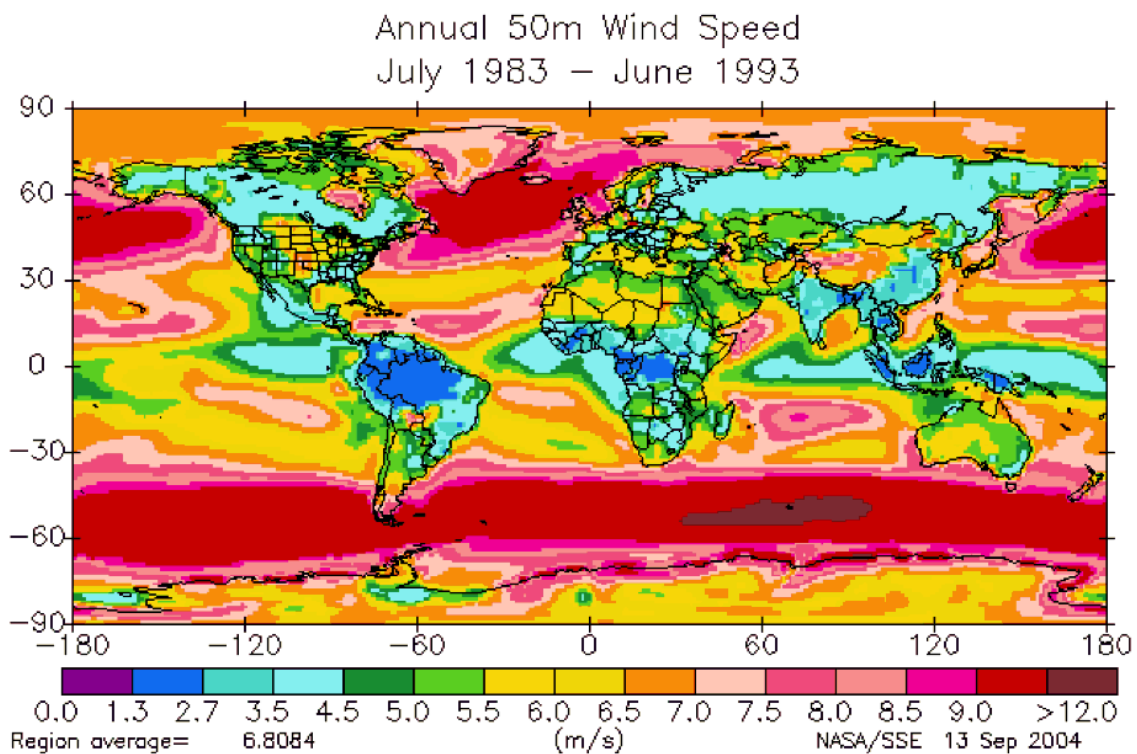 Annual 50m Wind Speed
July 1983 – June 1993
90
60
30
0
−30
−60
−90
−180 −120 −60 0 60 120 180
0.0 1.3 2.7 3.5 4.5 5.0 5.5 6.0 6.5 7.0 7.5 8.0 8.5 9.0 >12.0
Region average= 6.8084 (m/s) NASA/SSE 13 Sep 2004